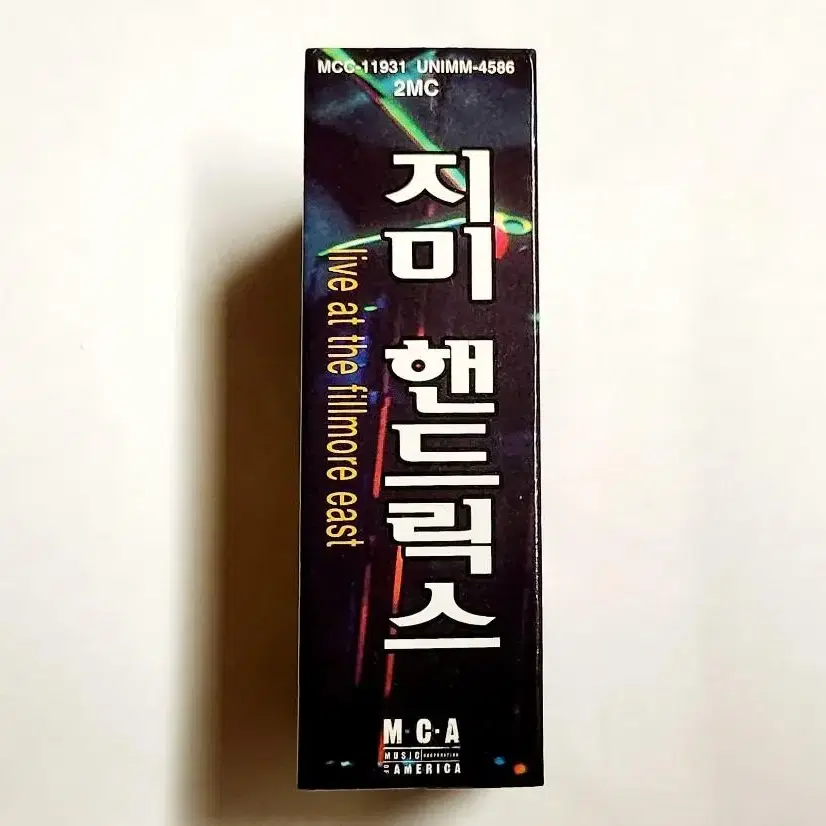 MCC-11931 UNIMM-4586
2MC
지미 핸드릭스
live at the fillmore east
M·C·A
MUSIC CORPORATION
OF AMERICA